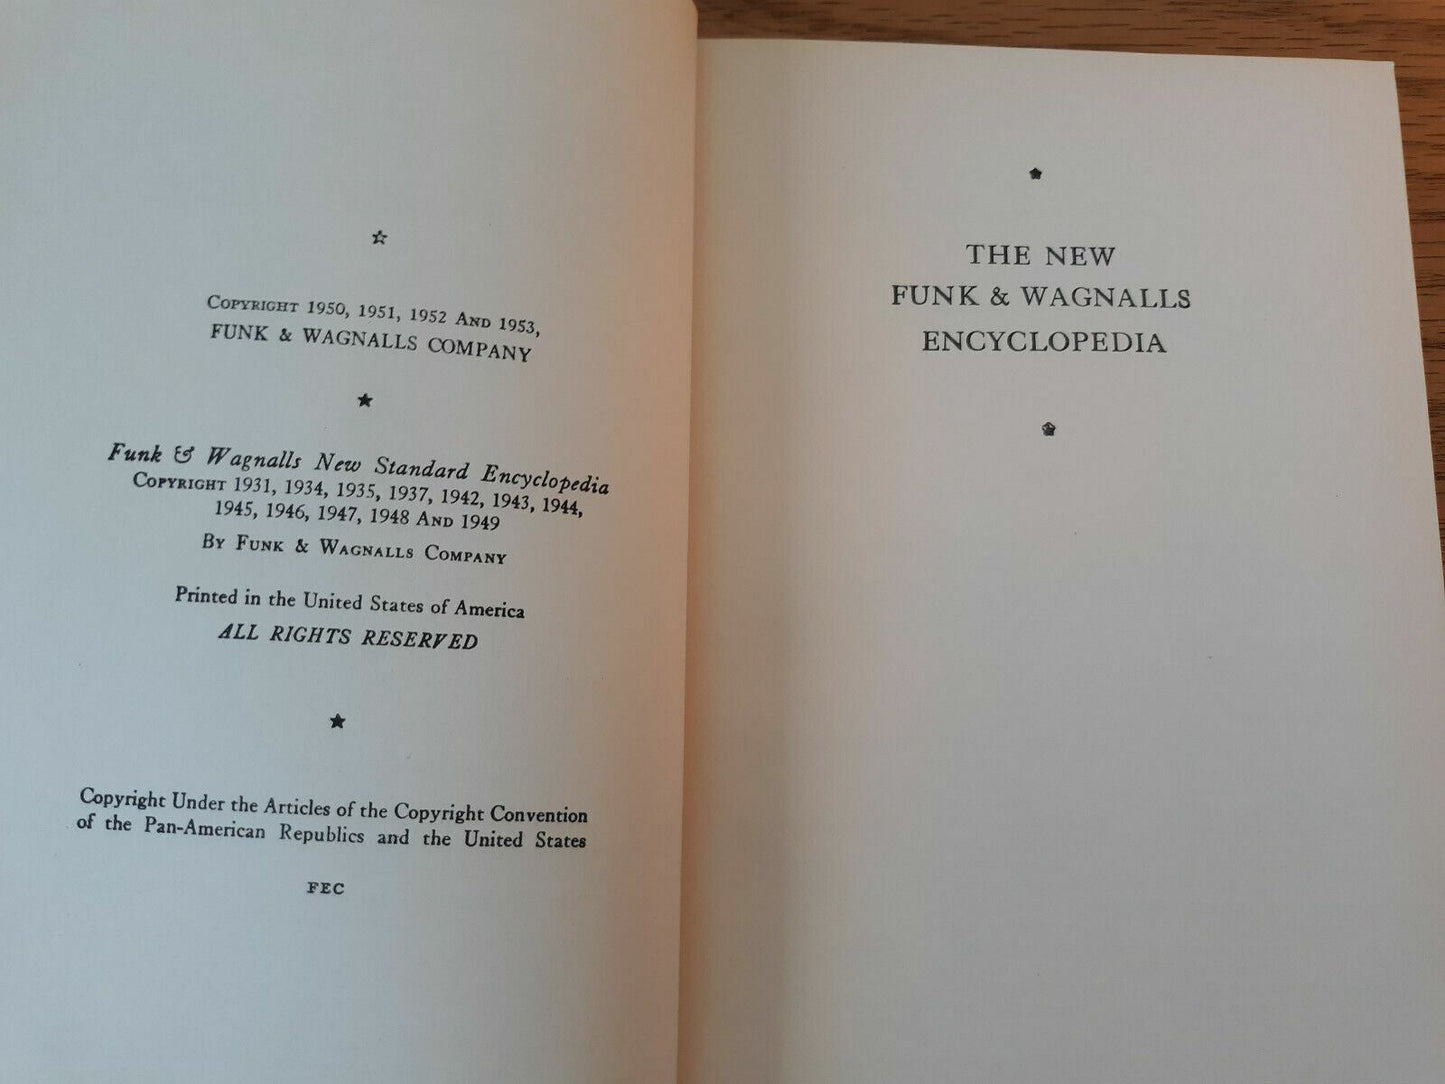 COPYRIGHT 1950, 1951, 1952 AND 1953,
FUNK & WAGNALLS COMPANY
Funk & Wagnalls New Standard Encyclopedia
COPYRIGHT 1931, 1934, 1935, 1937, 1942, 1943, 1944,
1945, 1946, 1947, 1948 AND 1949
BY FUNK & WAGNALLS COMPANY
Printed in the United States of America
ALL RIGHTS RESERVED
Copyright Under the Articles of the Copyright Convention
of the Pan-American Republics and the United States
FEC
THE NEW
FUNK & WAGNALLS
ENCYCLOPEDIA